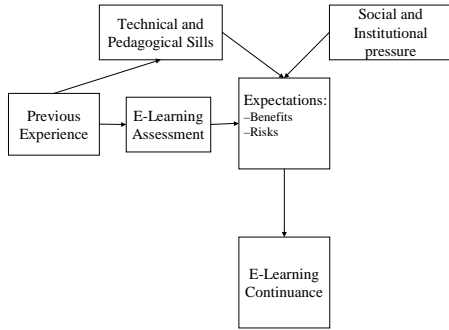 Technical and
Pedagogical Sills
Social and
Institutional
pressure
Previous
Experience
E-Learning
Assessment
Expectations:
–Benefits
–Risks
E-Learning
Continuance